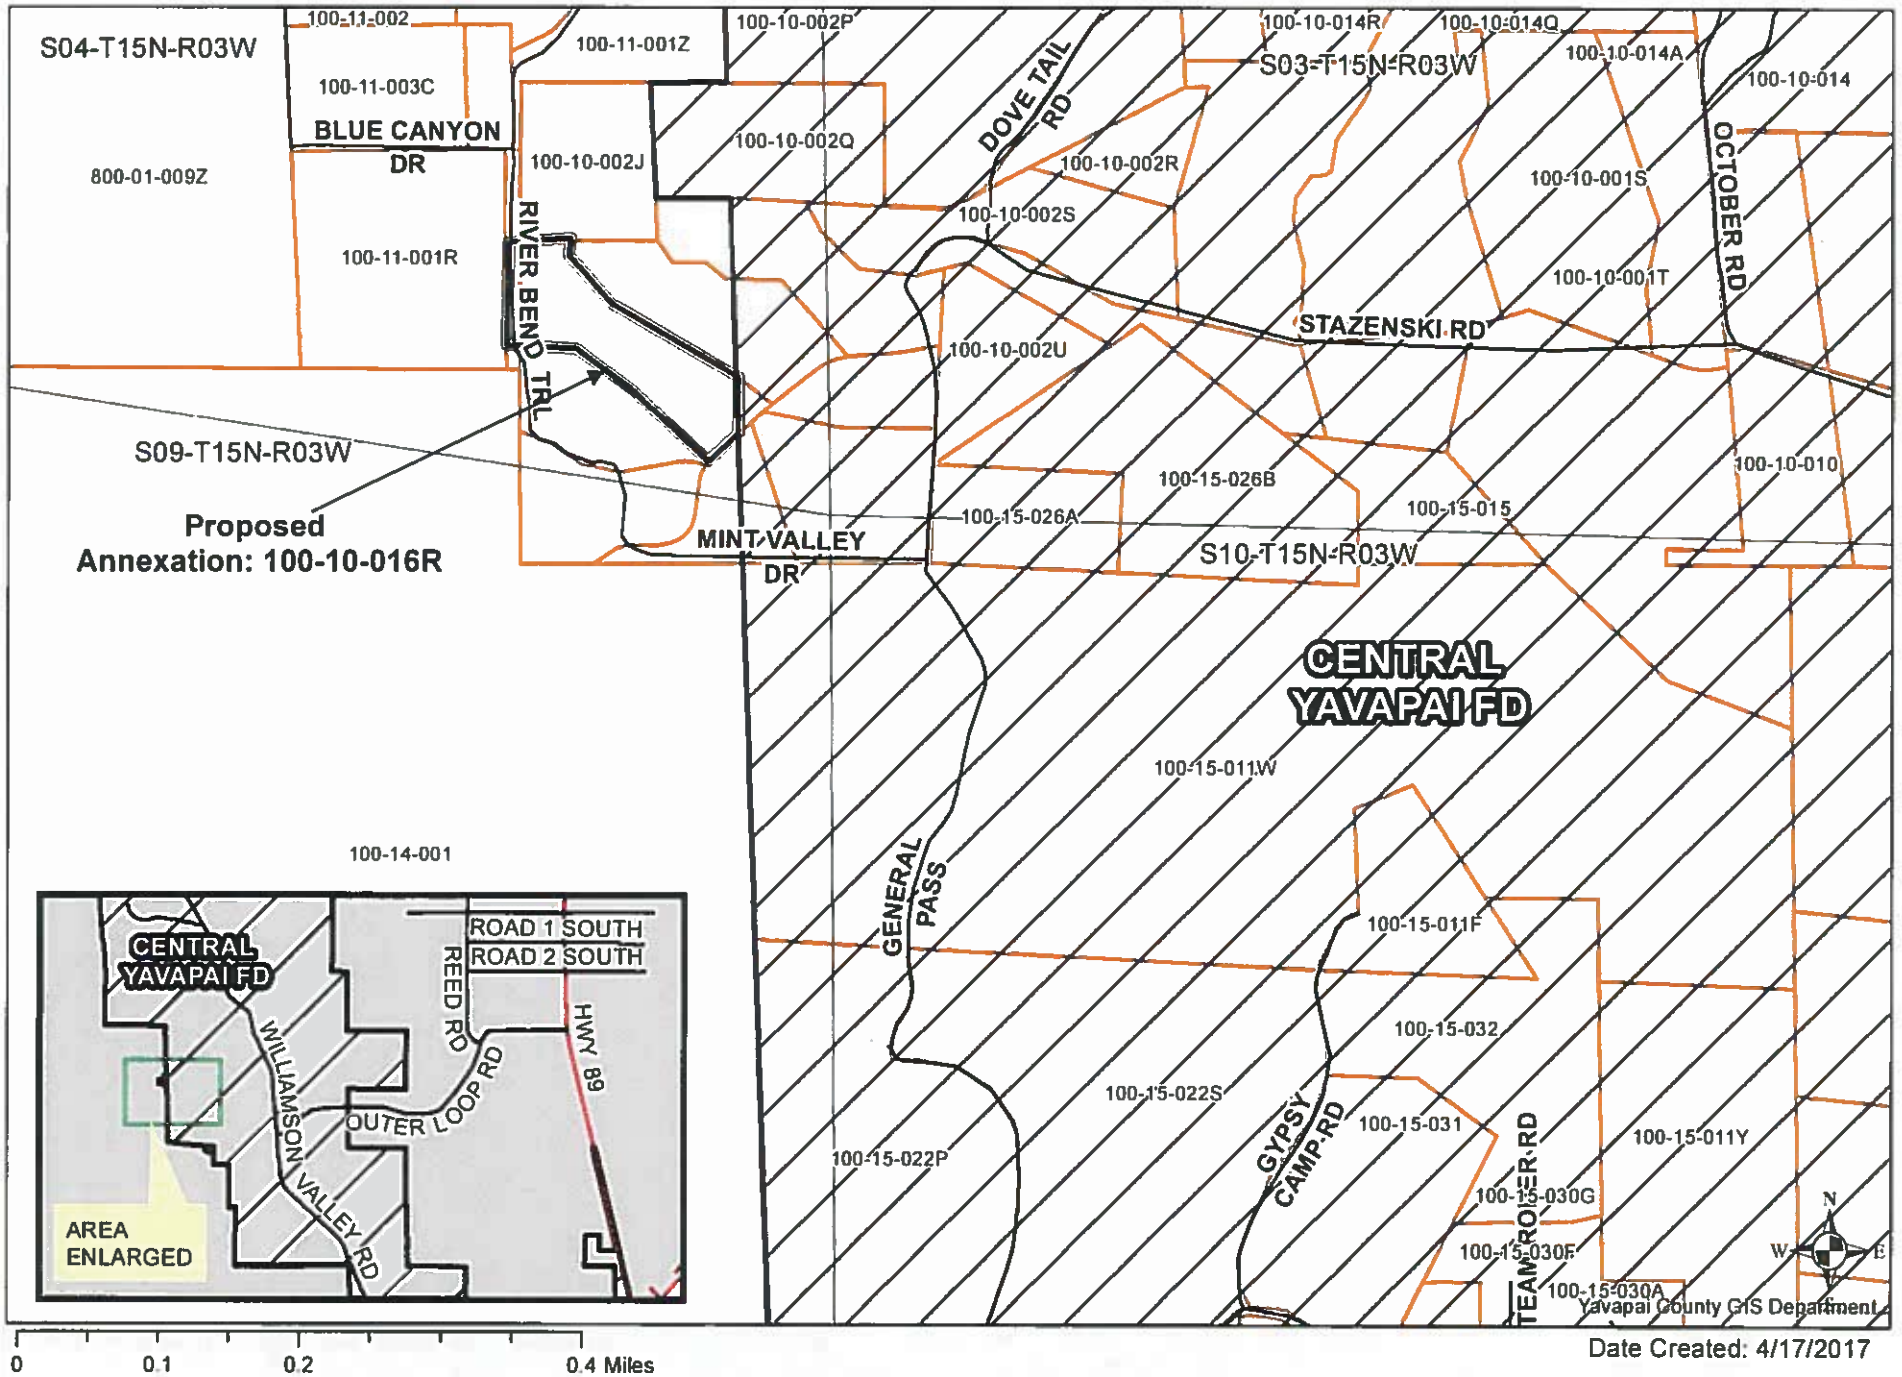 100-11-002
100-10-002P
100-10-014R
100-10-014Q
S04-T15N-R03W
100-11-001Z
DOVE TAIL
RD
S03-T15N-R03W
100-10-014A
100-10-014
100-11-003C
BLUE CANYON
DR
100-10-002J
100-10-002Q
100-10-002R
OCTOBER RD
800-01-009Z
100-10-001S
RIVER BEND TRL
100-10-002S
100-11-001R
100-10-001T
STAZENSKI RD
100-10-002U
S09-T15N-R03W
100-10-010
100-15-026B
100-15-015
100-15-026A
Proposed
Annexation: 100-10-016R
MINT VALLEY
DR
S10-T15N-R03W
CENTRAL
YAVAPAI FD
100-15-011W
100-14-001
GENERAL
PASS
100-15-011F
100-15-032
100-15-022S
GYPSY
CAMP RD
100-15-031
TEAM ROPER RD
100-15-011Y
100-15-022P
100-15-030G
100-15-030F
100-15-030A
N
W
E
Yavapai County GIS Department
CENTRAL
YAVAPAI FD
ROAD 1 SOUTH
ROAD 2 SOUTH
REED RD
HWY 89
WILLIAMSON VALLEY RD
OUTER LOOP RD
AREA
ENLARGED
0 0.1 0.2 0.4 Miles
Date Created: 4/17/2017